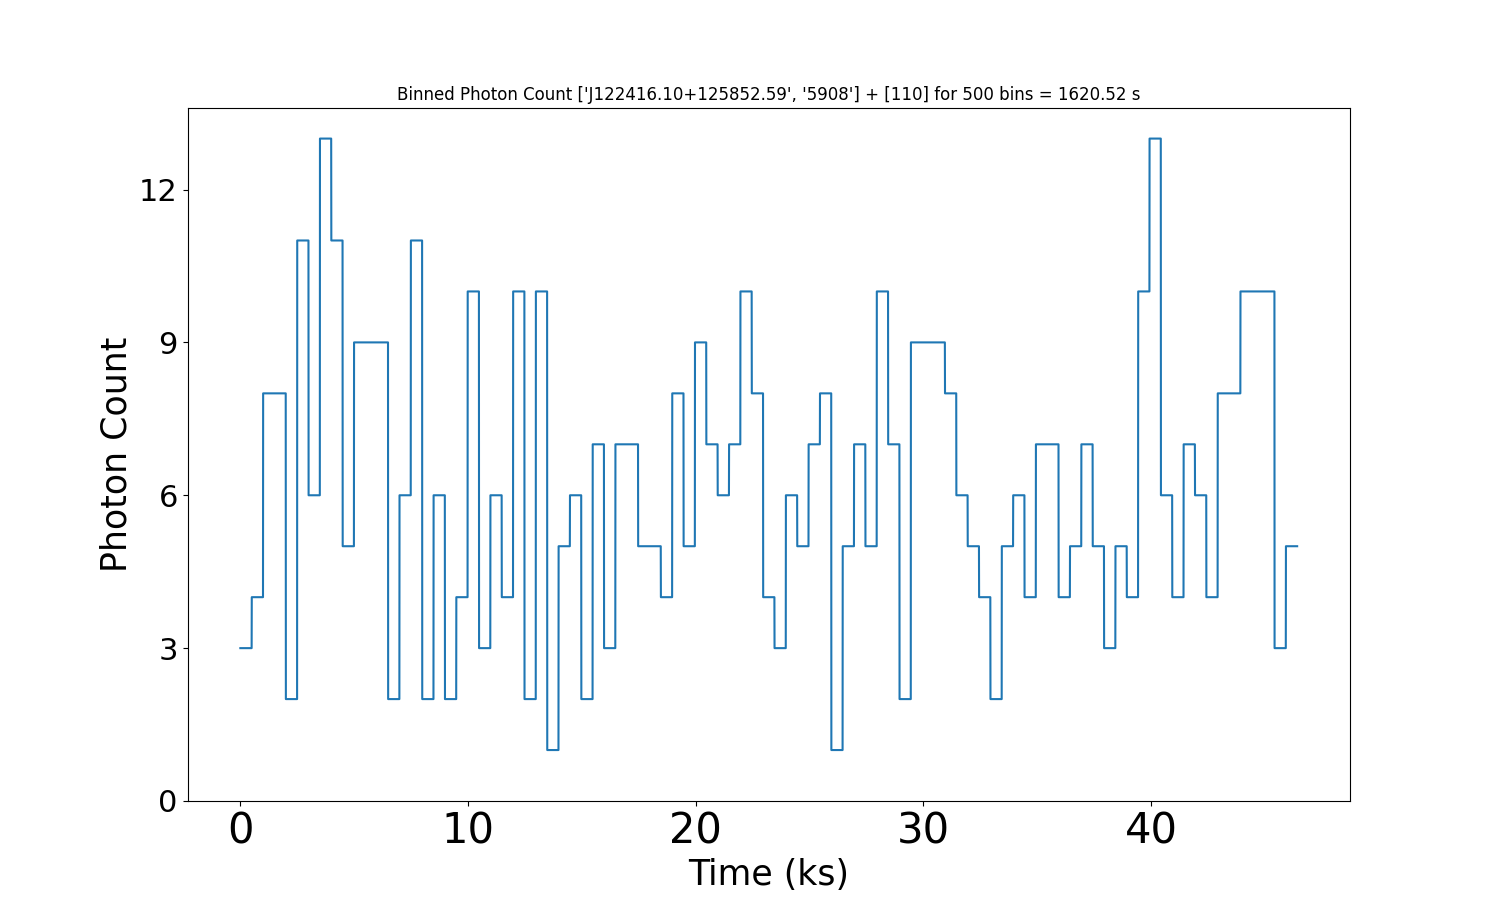 Binned Photon Count ['J122416.10+125852.59', '5908'] + [110] for 500 bins = 1620.52 s
12
9
6
3
0
Photon Count
0 10 20 30 40
Time (ks)